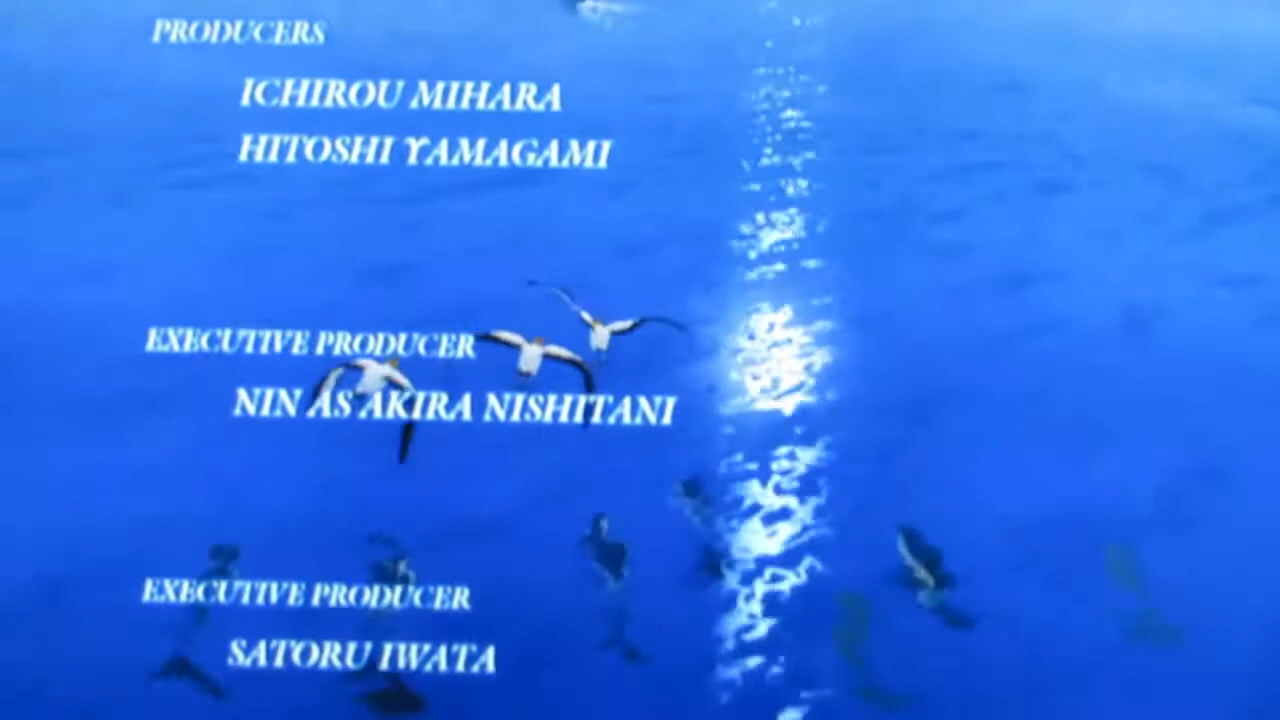 PRODUCERS
ICHIROU MIHARA
HITOSHI YAMAGAMI
EXECUTIVE PRODUCER
NIN AS AKIRA NISHITANI
EXECUTIVE PRODUCER
SATORU IWATA